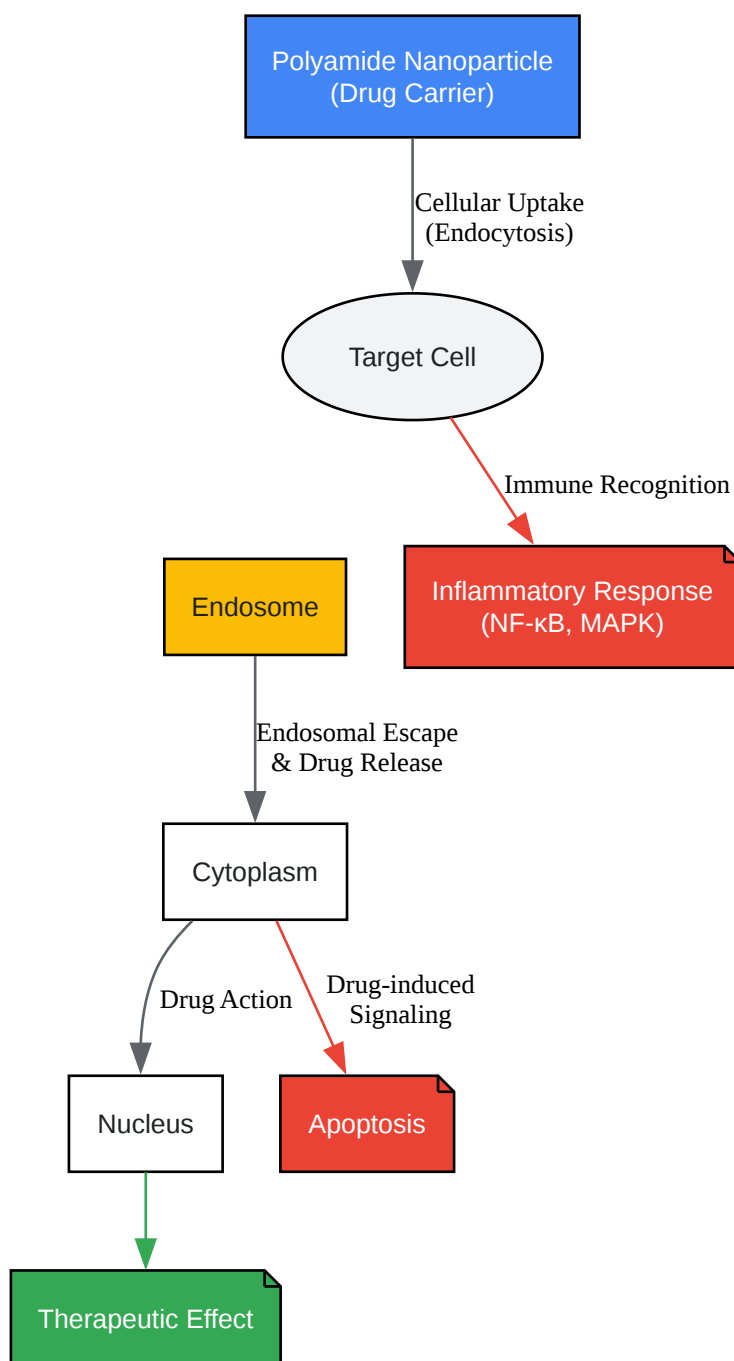 Polyamide Nanoparticle
(Drug Carrier)
Cellular Uptake
(Endocytosis)
Target Cell
Immune Recognition
Inflammatory Response
(NF-κB, MAPK)
Endosome
Endosomal Escape
& Drug Release
Cytoplasm
Drug Action
Drug-induced
Signaling
Nucleus
Apoptosis
Therapeutic Effect